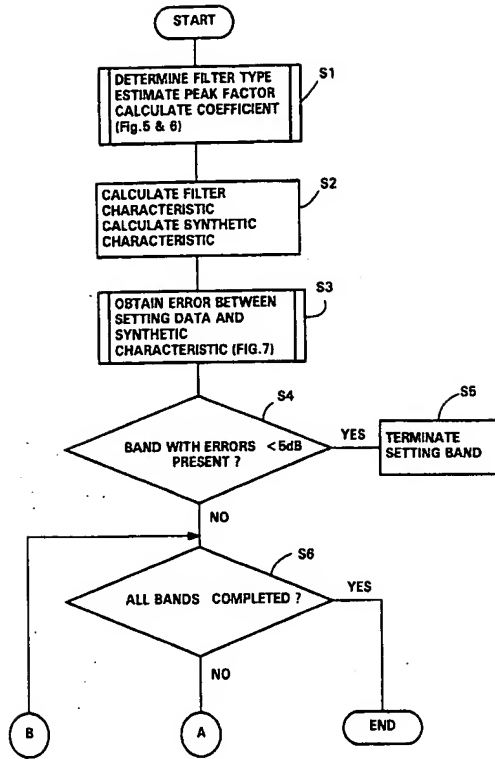 START
DETERMINE FILTER TYPE
ESTIMATE PEAK FACTOR
CALCULATE COEFFICIENT
(Fig.5 & 6)
S1
CALCULATE FILTER
CHARACTERISTIC
CALCULATE SYNTHETIC
CHARACTERISTIC
S2
OBTAIN ERROR BETWEEN
SETTING DATA AND
SYNTHETIC
CHARACTERISTIC (FIG.7)
S3
S4
BAND WITH ERRORS <5dB
PRESENT ?
YES
S5
TERMINATE
SETTING BAND
NO
S6
ALL BANDS COMPLETED ?
YES
NO
B
A
END